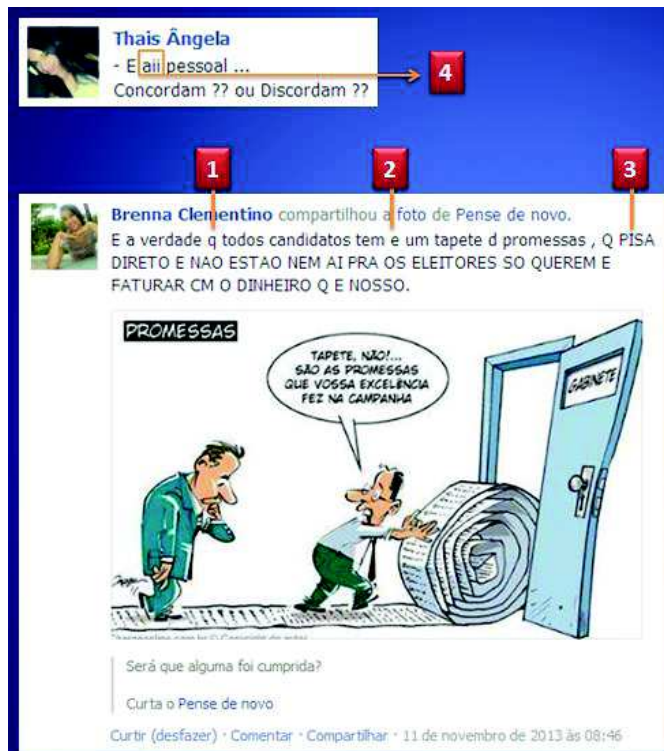 Thais Ângela
- E aii pessoal ...
4
Concordam ?? ou Discordam ??
1 2 3
Brenna Clementino compartilhou a foto de Pense de novo.
E a verdade q todos candidatos tem e um tapete d promessas , Q PISA
DIRETO E NAO ESTAO NEM AI PRA OS ELEITORES SO QUEREM E
FATURAR CM O DINHEIRO Q E NOSSO.
PROMESSAS
TAPETE, NÃO!...
SÃO AS PROMESSAS
QUE VOSSA EXCELÊNCIA
FEZ NA CAMPANHA
GABINETE
Será que alguma foi cumprida?
Curta o Pense de novo
Curtir (desfazer) · Comentar · Compartilhar · 11 de novembro de 2013 às 08:46